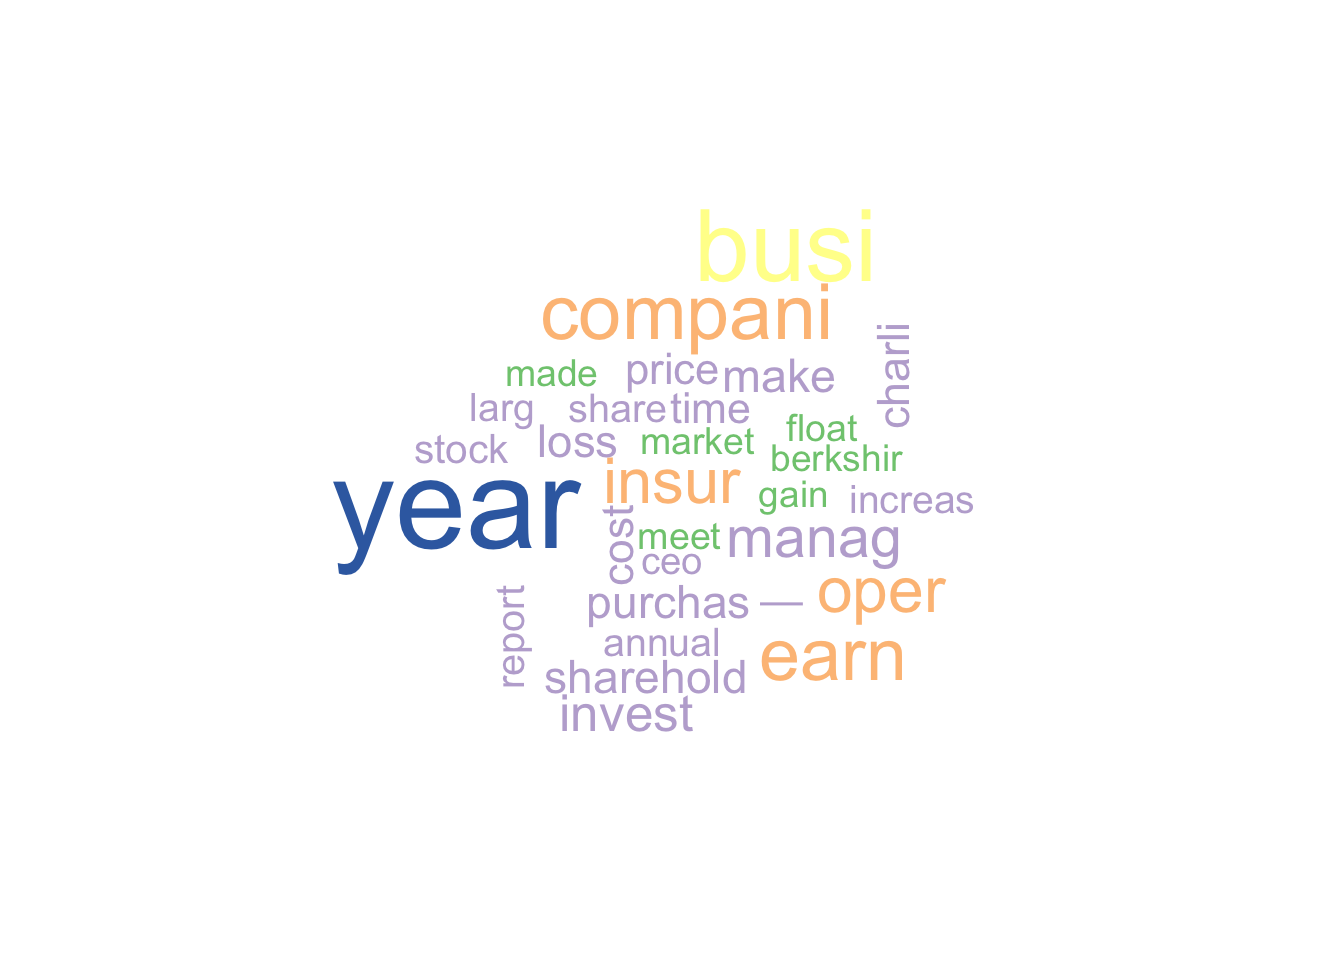 busi
compani
charli
made
price
make
larg
share
time
float
stock
loss
market
berkshir
year
insur
gain
increas
cost
meet
manag
ceo
purchas
—
oper
report
annual
earn
sharehold
invest